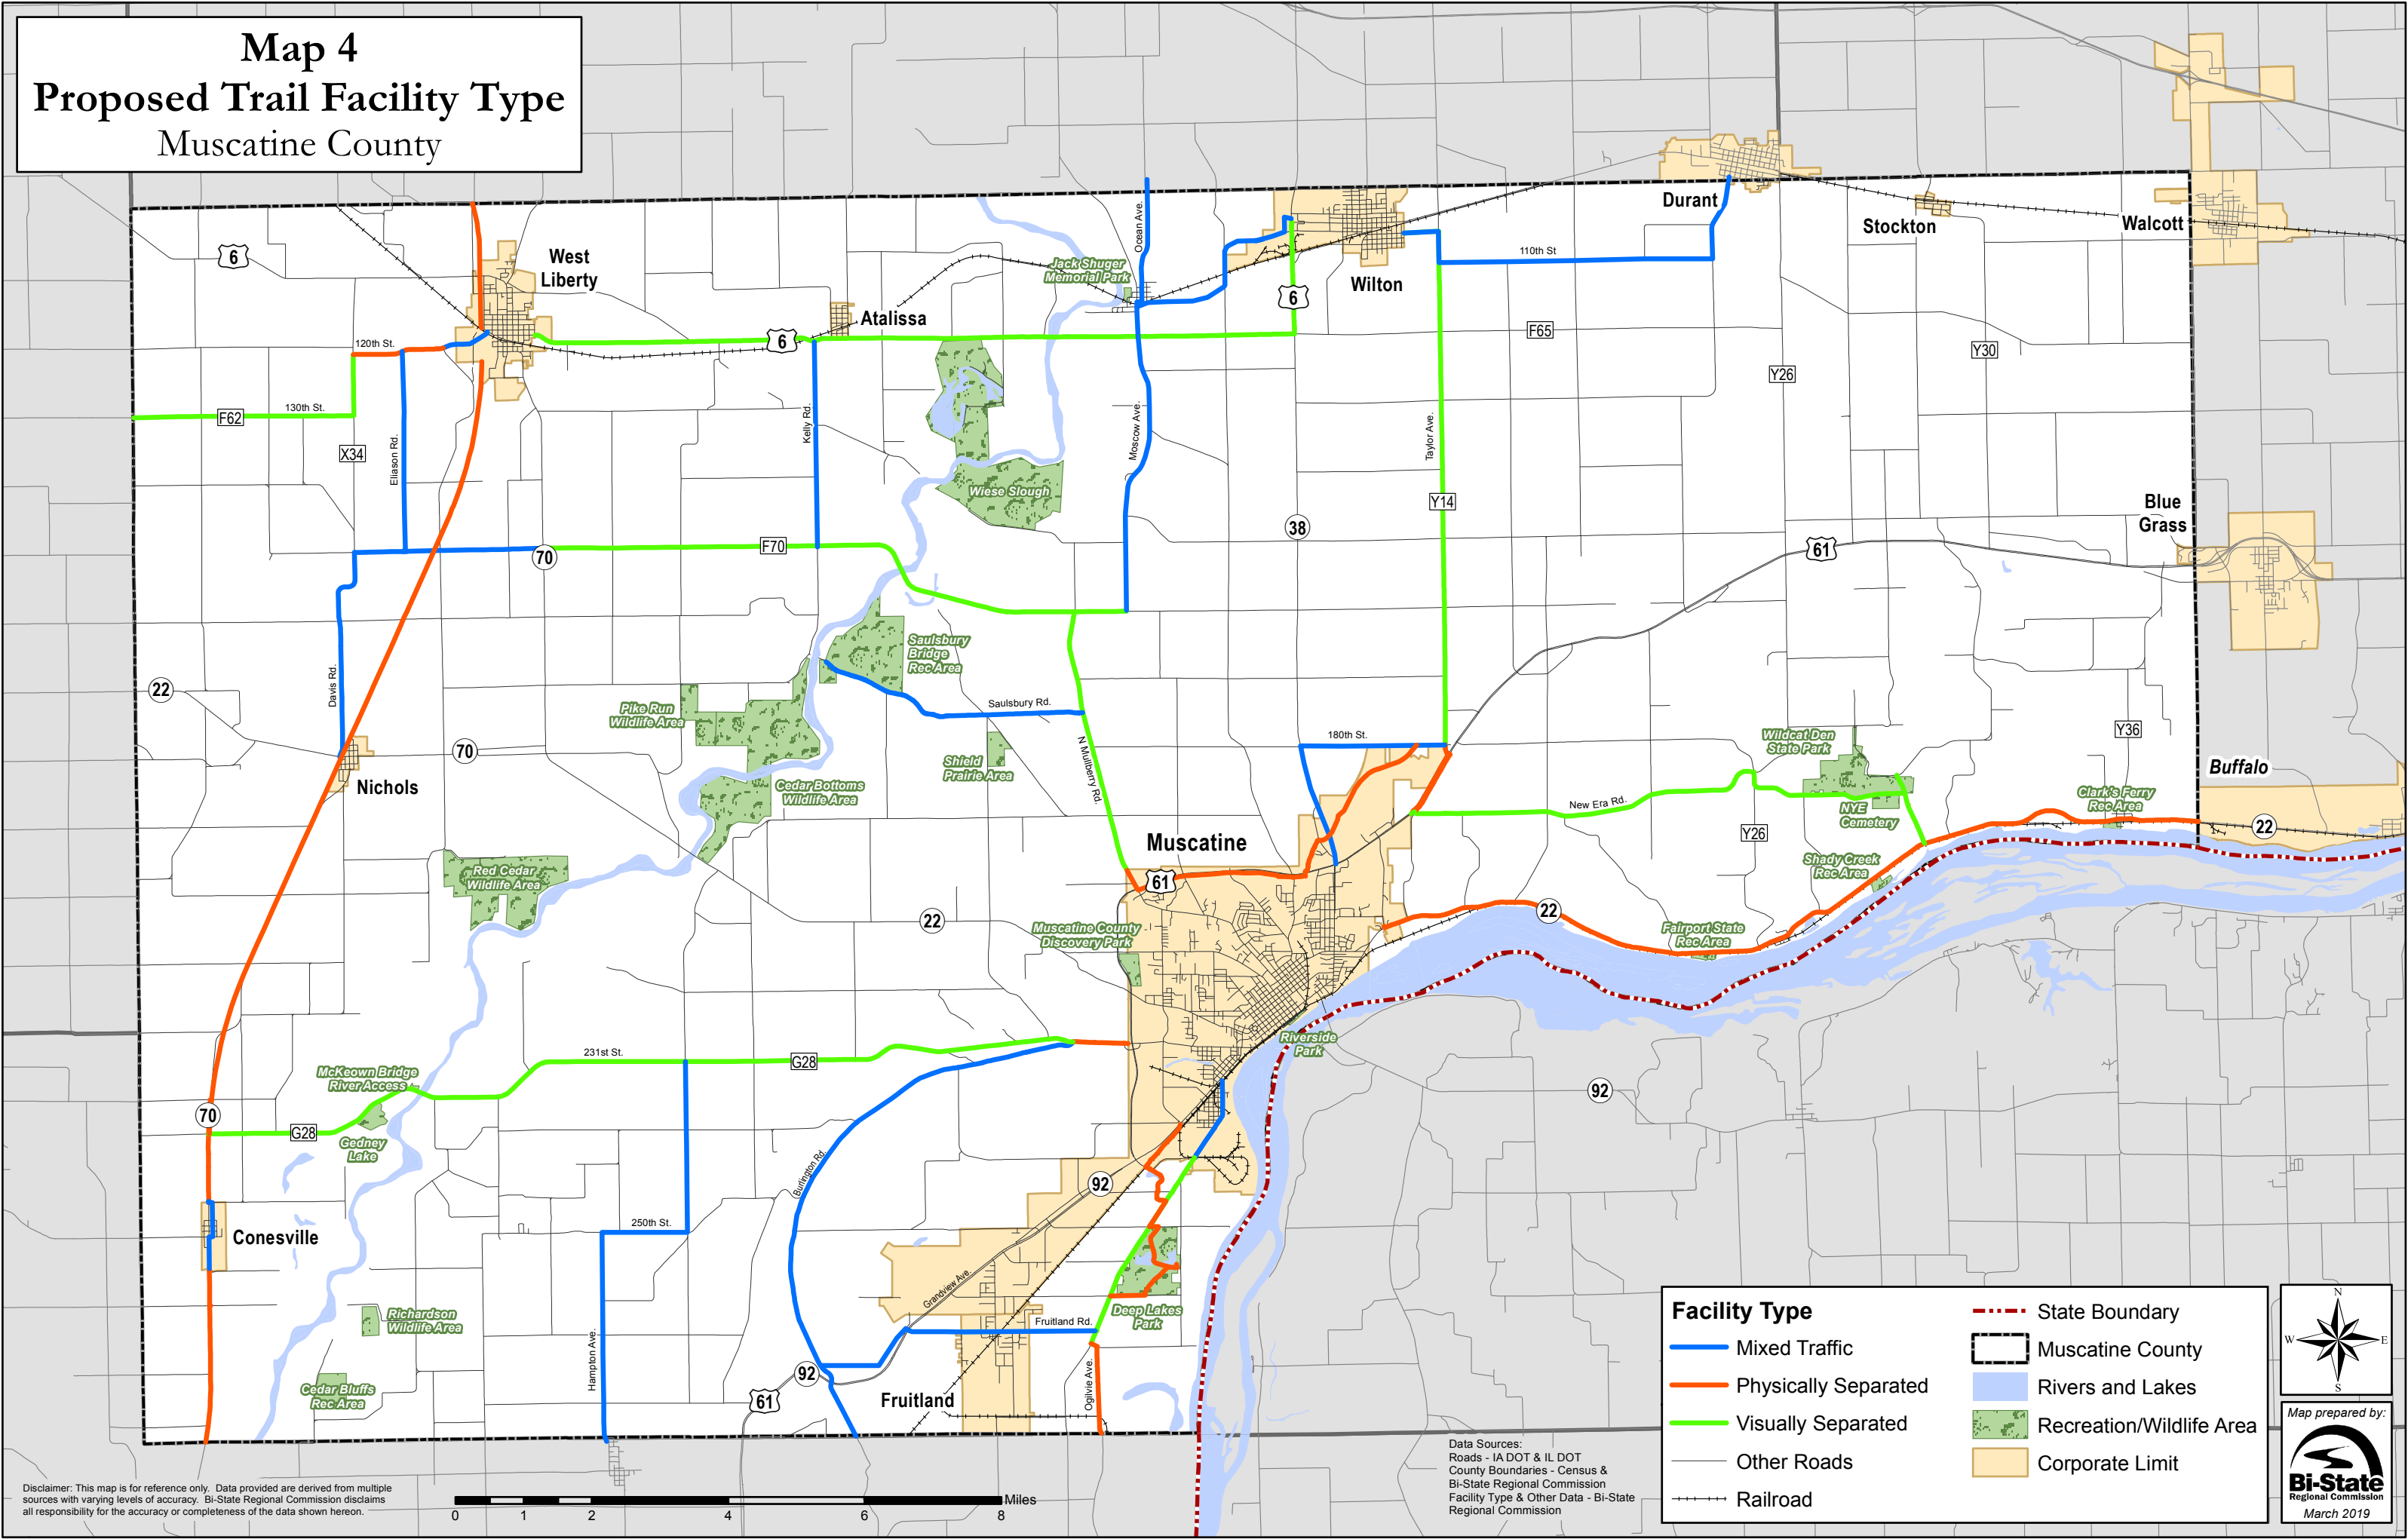 Map 4
Proposed Trail Facility Type
Muscatine County
Durant
Stockton
Walcott
Ocean Ave.
6
West
Liberty
110th St
Jack Shuger
Memorial Park
Wilton
6
Atalissa
F65
120th St.
6
Y30
Y26
130th St.
F62
Kelly Rd.
Moscow Ave.
Taylor Ave.
X34
Eliason Rd.
Wiese Slough
Y14
Blue
Grass
38
61
F70
70
Saulsbury
Bridge
Rec Area
Davis Rd.
22
Saulsbury Rd.
Pike Run
Wildlife Area
180th St.
Wildcat Den
State Park
Y36
70
N Mulberry Rd.
Shield
Prairie Area
Buffalo
Nichols
Cedar Bottoms
Wildlife Area
New Era Rd.
NYE
Cemetery
Clark's Ferry
Rec Area
22
Y26
Muscatine
Shady Creek
Rec Area
Red Cedar
Wildlife Area
61
22
22
Muscatine County
Discovery Park
Fairport State
Rec Area
Riverside
Park
231st St.
G28
McKeown Bridge
River Access
92
70
G28
Gedney
Lake
Burlington Rd.
92
250th St.
Conesville
Grandview Ave.
Deep Lakes
Park
Fruitland Rd.
Richardson
Wildlife Area
Hampton Ave.
Ogilvie Ave.
92
Cedar Bluffs
Rec Area
61
Fruitland
Facility Type
Mixed Traffic
Physically Separated
Visually Separated
Other Roads
Railroad
State Boundary
Muscatine County
Rivers and Lakes
Recreation/Wildlife Area
Corporate Limit
N
W
E
S
Map prepared by:
Bi-State
Regional Commission
March 2019
Data Sources:
Roads - IA DOT & IL DOT
County Boundaries - Census &
Bi-State Regional Commission
Facility Type & Other Data - Bi-State
Regional Commission
Disclaimer: This map is for reference only. Data provided are derived from multiple
sources with varying levels of accuracy. Bi-State Regional Commission disclaims
all responsibility for the accuracy or completeness of the data shown hereon.
Miles
0 1 2 4 6 8